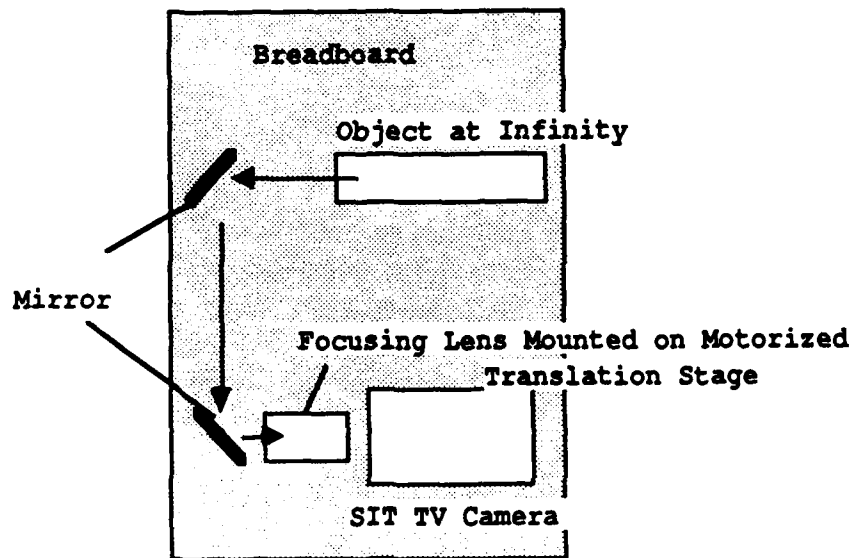 Breadboard
Object at Infinity
Mirror
Focusing Lens Mounted on Motorized
Translation Stage
SIT TV Camera